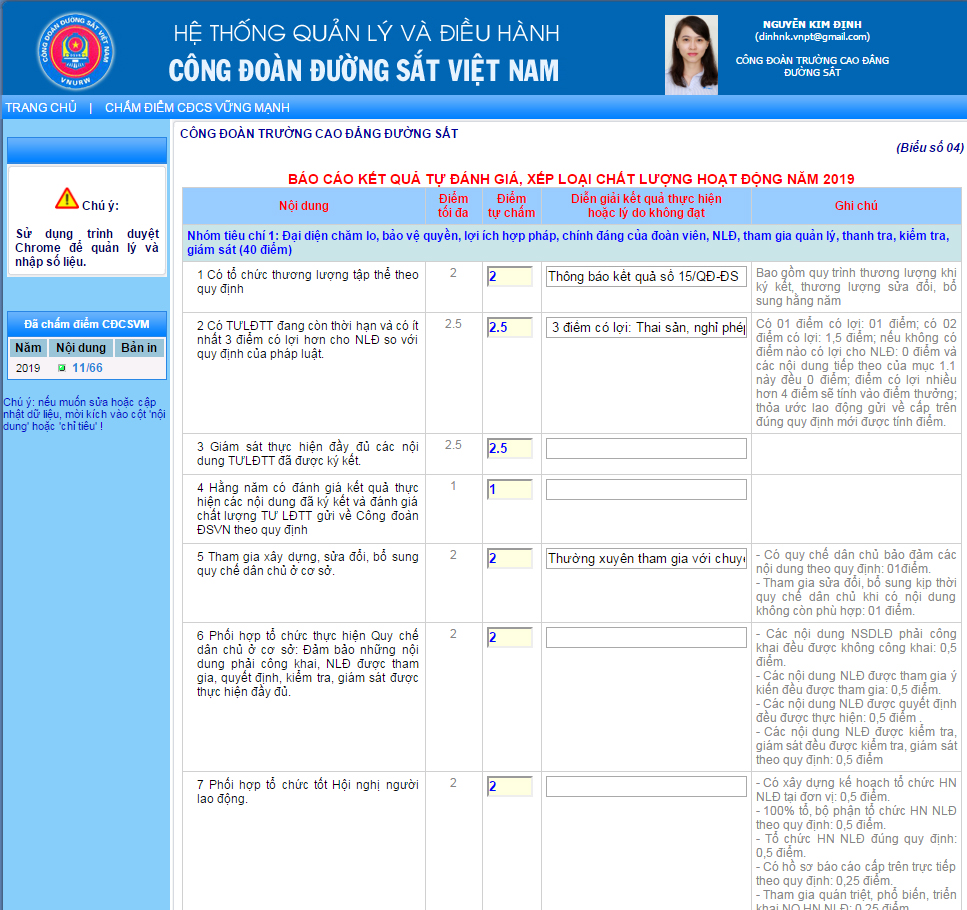 CÔNG ĐOÀN ĐƯỜNG SẮT VIỆT NAM
VNURW
HỆ THỐNG QUẢN LÝ VÀ ĐIỀU HÀNH
CÔNG ĐOÀN ĐƯỜNG SẮT VIỆT NAM
NGUYỄN KIM ĐỊNH
(dinhnk.vnpt@gmail.com)
CÔNG ĐOÀN TRƯỜNG CAO ĐẲNG
ĐƯỜNG SẮT
TRANG CHỦ | CHẤM ĐIỂM CĐCS VỮNG MẠNH
Chú ý:
Sử dụng trình duyệt
Chrome để quản lý và
nhập số liệu.
Đã chấm điểm CĐCSVM
Năm Nội dung Bản in
2019 11/66
Chú ý: nếu muốn sửa hoặc cập
nhật dữ liệu, mời kích vào cột 'nội
dung' hoặc 'chỉ tiêu' !
CÔNG ĐOÀN TRƯỜNG CAO ĐẲNG ĐƯỜNG SẮT
(Biểu số 04)
BÁO CÁO KẾT QUẢ TỰ ĐÁNH GIÁ, XẾP LOẠI CHẤT LƯỢNG HOẠT ĐỘNG NĂM 2019
Nội dung
Điểm
tối đa
Điểm
tự chấm
Diễn giải kết quả thực hiện
hoặc lý do không đạt
Ghi chú
Nhóm tiêu chí 1: Đại diện chăm lo, bảo vệ quyền, lợi ích hợp pháp, chính đáng của đoàn viên, NLĐ, tham gia quản lý, thanh tra, kiểm tra,
giám sát (40 điểm)
1 Có tổ chức thương lượng tập thể theo
quy định
2
2
Thông báo kết quả số 15/QĐ-ĐS
Bao gồm quy trình thương lượng khi
ký kết, thương lượng sửa đổi, bổ
sung hằng năm
2 Có TƯLĐTT đang còn thời hạn và có ít
nhất 3 điểm có lợi hơn cho NLĐ so với
quy định của pháp luật.
2.5
2.5
3 điểm có lợi: Thai sản, nghỉ phép
Có 01 điểm có lợi: 01 điểm; có 02
điểm có lợi: 1,5 điểm; nếu không có
điểm nào có lợi cho NLĐ: 0 điểm và
các nội dung tiếp theo của mục 1.1
này đều 0 điểm; điểm có lợi nhiều
hơn 4 điểm sẽ tính vào điểm thưởng;
thỏa ước lao động gửi về cấp trên
đúng quy định mới được tính điểm.
3 Giám sát thực hiện đầy đủ các nội
dung TƯLĐTT đã được ký kết.
2.5
2.5
4 Hằng năm có đánh giá kết quả thực
hiện các nội dung đã ký kết và đánh giá
chất lượng TƯ LĐTT gửi về Công đoàn
ĐSVN theo quy định
1
1
5 Tham gia xây dựng, sửa đổi, bổ sung
quy chế dân chủ ở cơ sở.
2
2
Thường xuyên tham gia với chuyê
- Có quy chế dân chủ bảo đảm các
nội dung theo quy định: 01điểm.
- Tham gia sửa đổi, bổ sung kịp thời
quy chế dân chủ khi có nội dung
không còn phù hợp: 01 điểm.
6 Phối hợp tổ chức thực hiện Quy chế
dân chủ ở cơ sở: Đảm bảo những nội
dung phải công khai, NLĐ được tham
gia, quyết định, kiểm tra, giám sát được
thực hiện đầy đủ.
2
2
- Các nội dung NSDLĐ phải công
khai đều được không công khai: 0,5
điểm.
- Các nội dung NLĐ được tham gia ý
kiến đều được tham gia: 0,5 điểm.
- Các nội dung NLĐ được quyết định
đều được thực hiện: 0,5 điểm .
- Các nội dung NLĐ được kiểm tra,
giám sát đều được kiểm tra, giám sát
theo quy định: 0,5 điểm
7 Phối hợp tổ chức tốt Hội nghị người
lao động.
2
2
- Có xây dựng kế hoạch tổ chức HN
NLĐ tại đơn vị: 0,5 điểm.
- 100% tổ, bộ phận tổ chức HN NLĐ
theo quy định: 0,5 điểm.
- Tổ chức HN NLĐ đúng quy định:
0,5 điểm.
- Có hồ sơ báo cáo cấp trên trực tiếp
theo quy định: 0,25 điểm.
- Tham gia quán triệt, phổ biến, triển
khai NQ HN NLĐ: 0,25 điểm